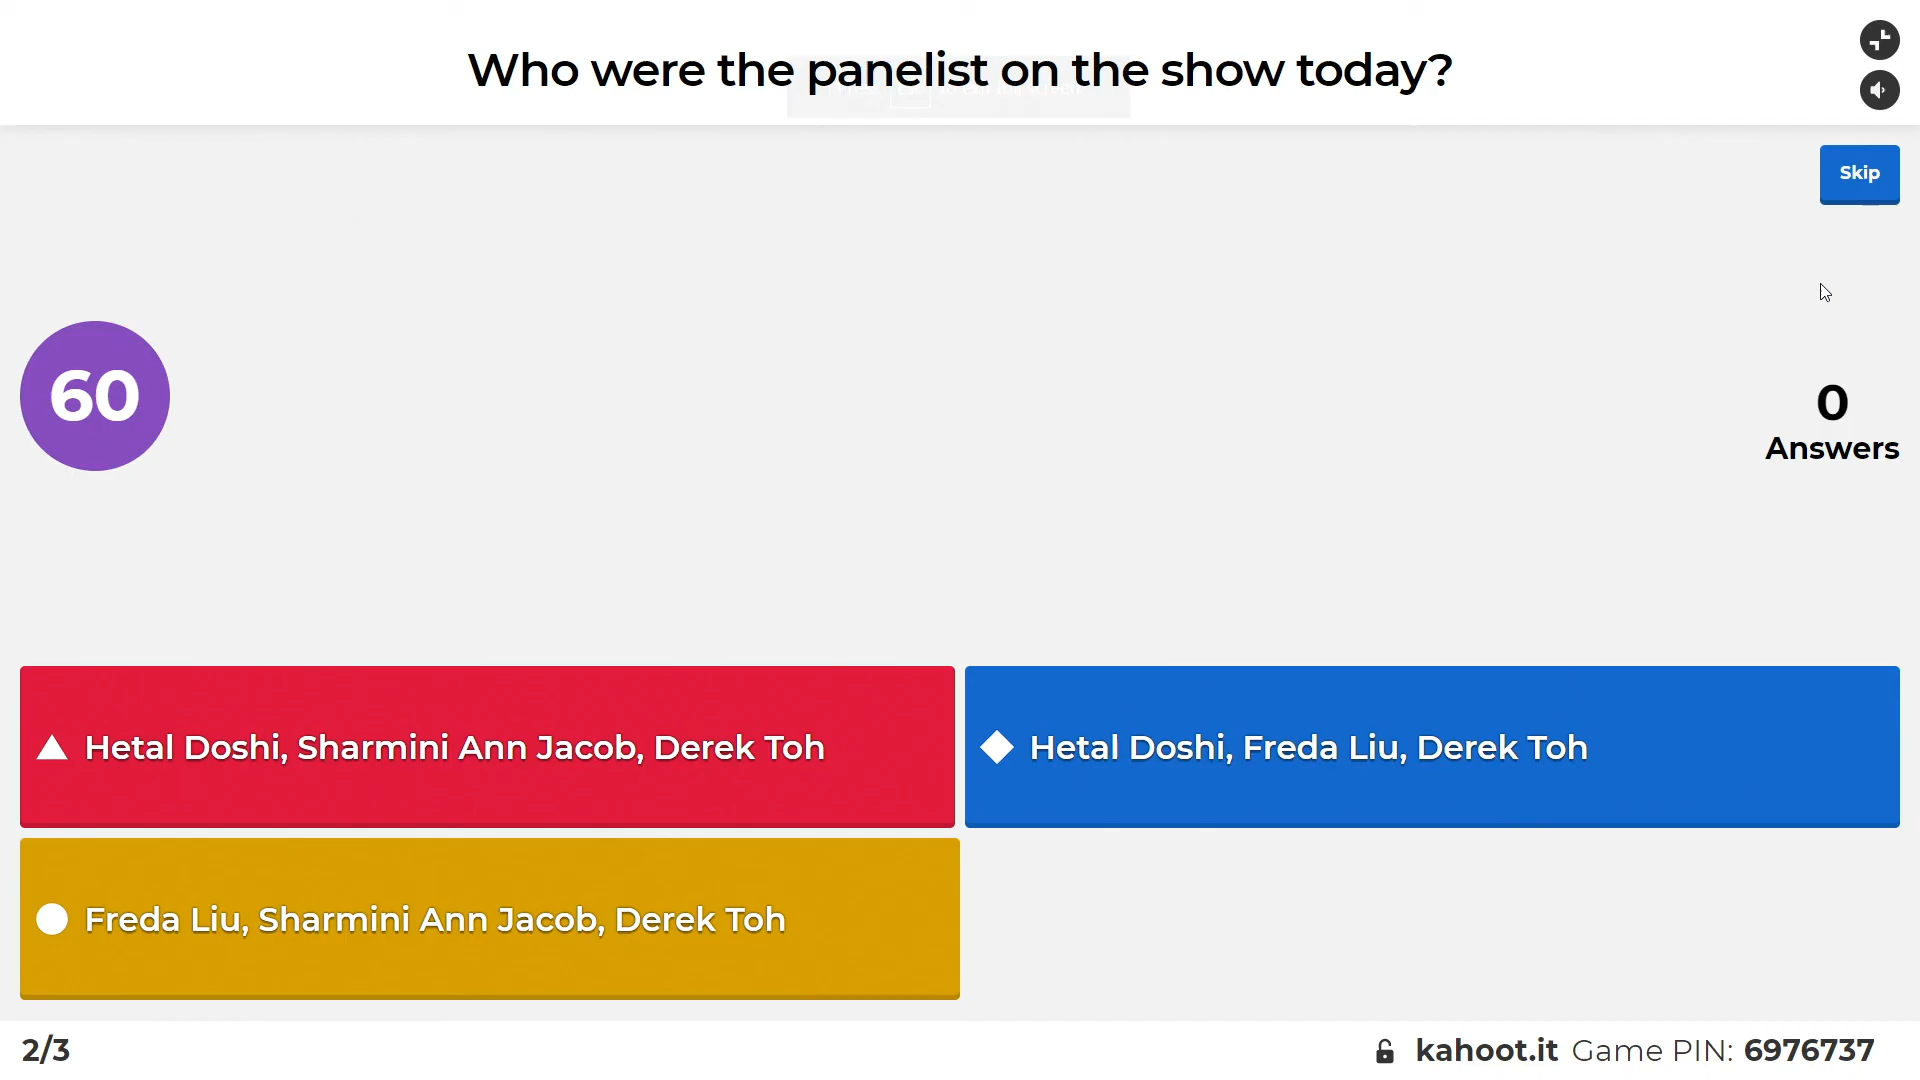 Who were the panelist on the show today?
Skip
60
0
Answers
Hetal Doshi, Sharmini Ann Jacob, Derek Toh
Hetal Doshi, Freda Liu, Derek Toh
Freda Liu, Sharmini Ann Jacob, Derek Toh
2/3
kahoot.it Game PIN: 6976737